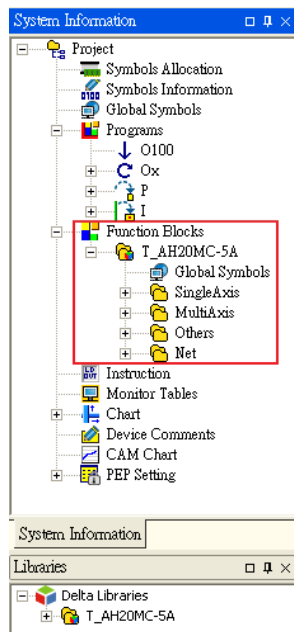 System Information
Project
Symbols Allocation
Symbols Information
Global Symbols
Programs
O100
Ox
P
I
Function Blocks
T_AH20MC-5A
Global Symbols
SingleAxis
MultiAxis
Others
Net
Instruction
Monitor Tables
Chart
Device Comments
CAM Chart
PEP Setting
System Information
Libraries
Delta Libraries
T_AH20MC-5A